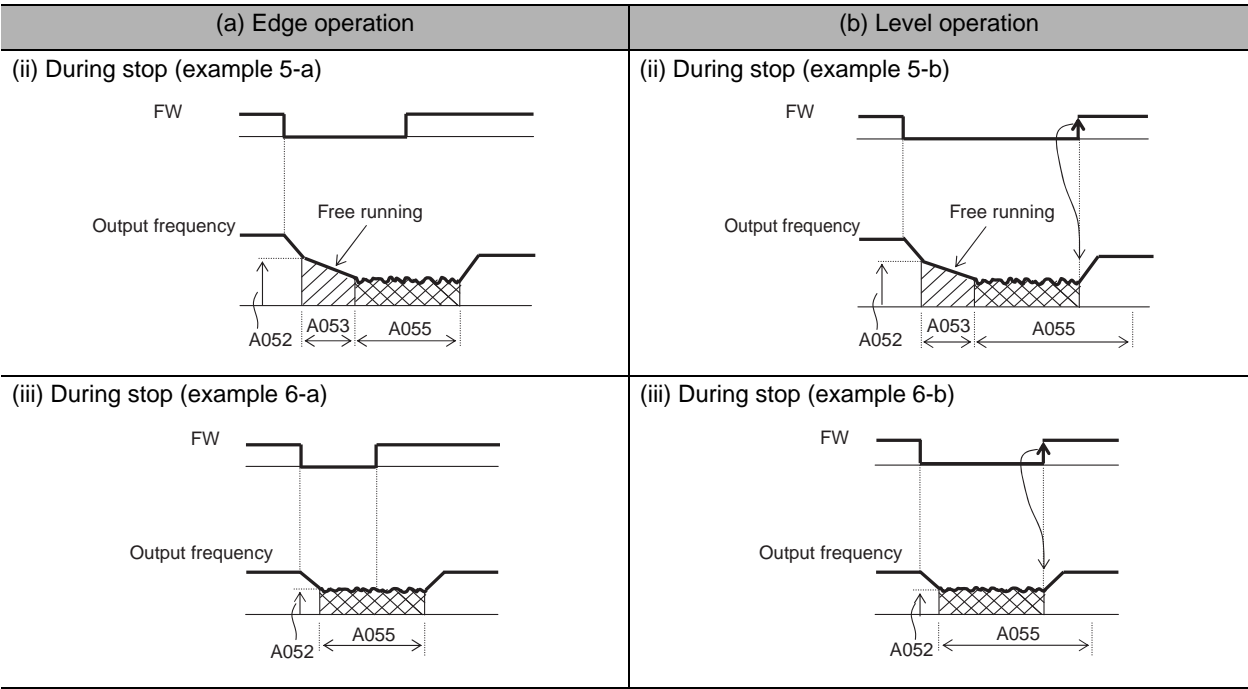 (a) Edge operation
(b) Level operation
(ii) During stop (example 5-a)
FW
Output frequency
Free running
A052
A053
A055
(ii) During stop (example 5-b)
FW
Output frequency
Free running
A052
A053
A055
(iii) During stop (example 6-a)
FW
Output frequency
A052
A055
(iii) During stop (example 6-b)
FW
Output frequency
A052
A055